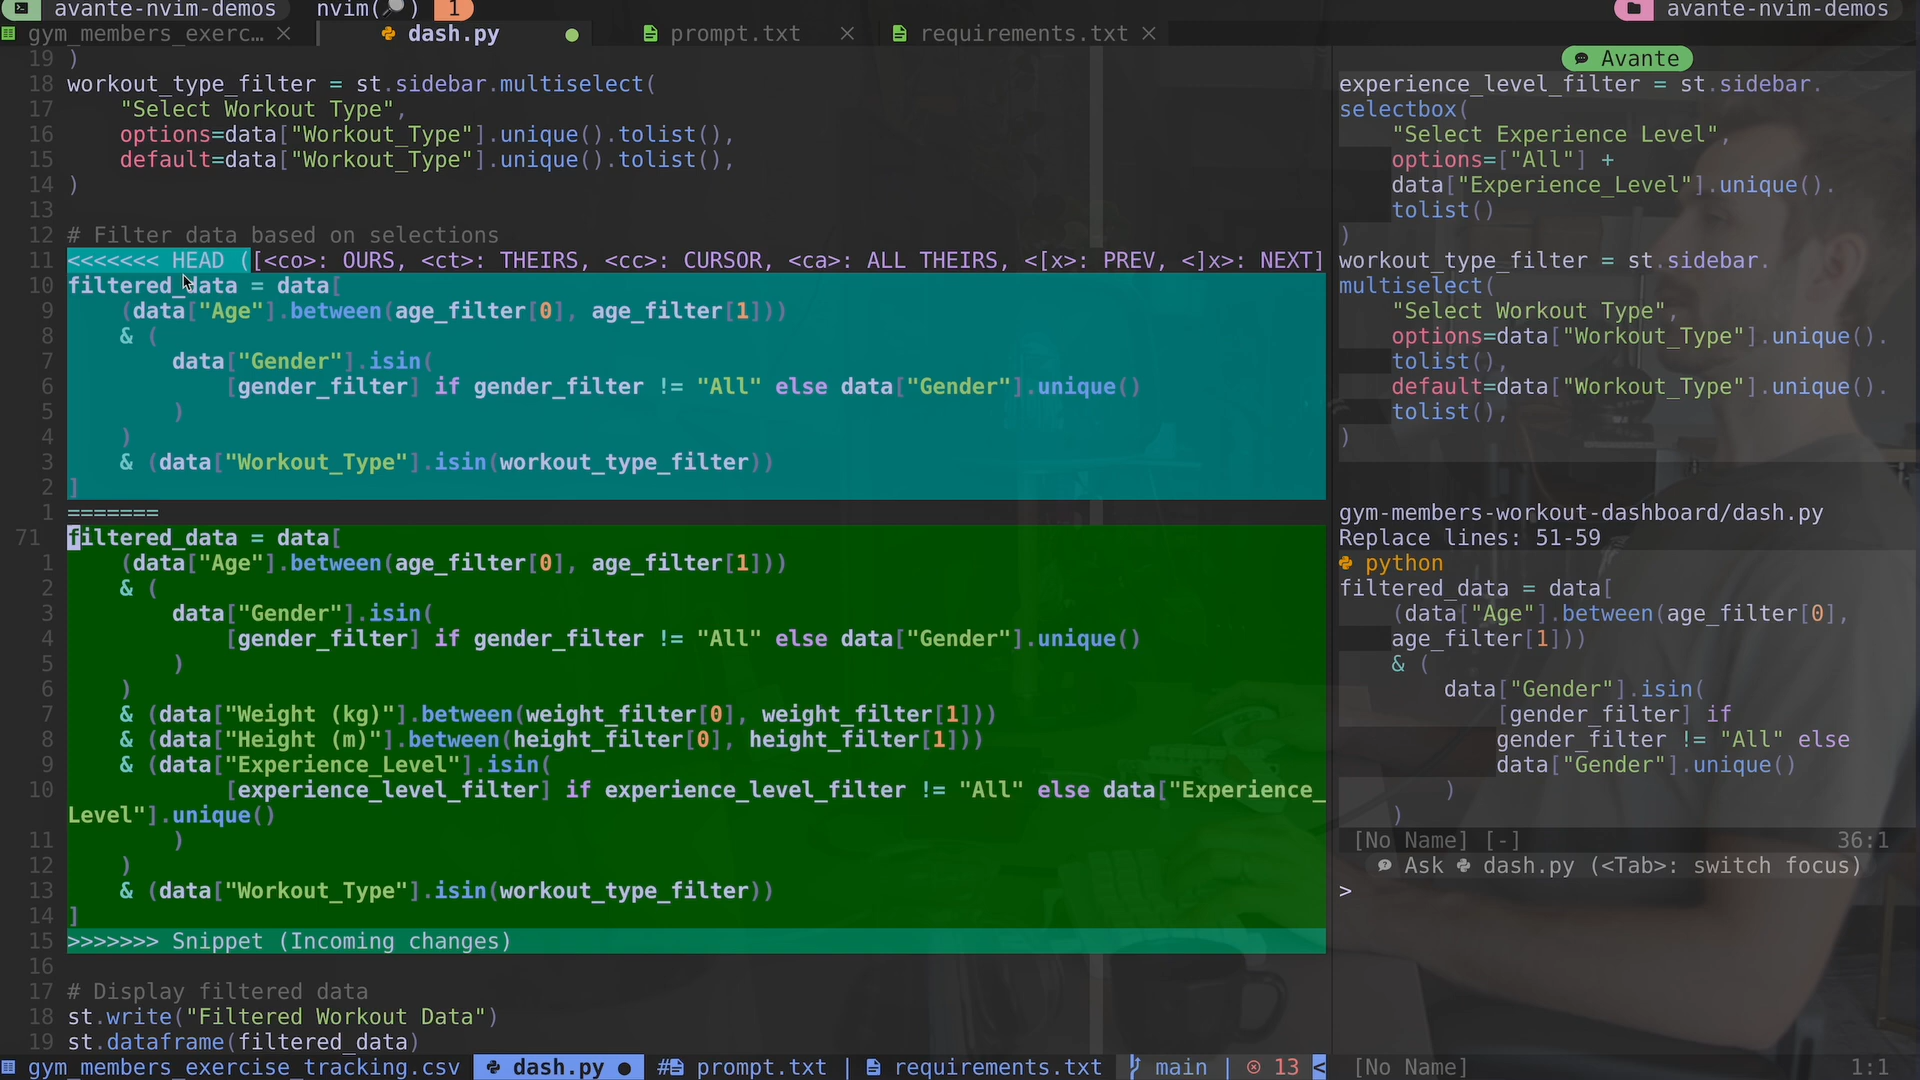 avante-nvim-demos nvim( ) 1 avante-nvim-demos
gym_members_exerc… × dash.py ● prompt.txt × requirements.txt ×
19 )
18 workout_type_filter = st.sidebar.multiselect(
17 "Select Workout Type",
16 options=data["Workout_Type"].unique().tolist(),
15 default=data["Workout_Type"].unique().tolist(),
14 )
13
12 # Filter data based on selections
11 <<<<<<< HEAD ([<co>: OURS, <ct>: THEIRS, <cc>: CURSOR, <ca>: ALL THEIRS, <[x>: PREV, <]x>: NEXT]
10 filtered_data = data[
9 (data["Age"].between(age_filter[0], age_filter[1]))
8 & (
7 data["Gender"].isin(
6 [gender_filter] if gender_filter != "All" else data["Gender"].unique()
5 )
4 )
3 & (data["Workout_Type"].isin(workout_type_filter))
2 ]
1 =======
71 filtered_data = data[
1 (data["Age"].between(age_filter[0], age_filter[1]))
2 & (
3 data["Gender"].isin(
4 [gender_filter] if gender_filter != "All" else data["Gender"].unique()
5 )
6 )
7 & (data["Weight (kg)"].between(weight_filter[0], weight_filter[1]))
8 & (data["Height (m)"].between(height_filter[0], height_filter[1]))
9 & (data["Experience_Level"].isin(
10 [experience_level_filter] if experience_level_filter != "All" else data["Experience_
Level"].unique()
11 )
12 )
13 & (data["Workout_Type"].isin(workout_type_filter))
14 ]
15 >>>>>>> Snippet (Incoming changes)
16
17 # Display filtered data
18 st.write("Filtered Workout Data")
19 st.dataframe(filtered_data)
gym_members_exercise_tracking.csv dash.py ● # prompt.txt | requirements.txt main | 13 <
Avante
experience_level_filter = st.sidebar.
selectbox(
"Select Experience Level",
options=["All"] +
data["Experience_Level"].unique().
tolist()
)
workout_type_filter = st.sidebar.
multiselect(
"Select Workout Type",
options=data["Workout_Type"].unique().
tolist(),
default=data["Workout_Type"].unique().
tolist(),
)
gym-members-workout-dashboard/dash.py
Replace lines: 51-59
python
filtered_data = data[
(data["Age"].between(age_filter[0],
age_filter[1]))
& (
data["Gender"].isin(
[gender_filter] if
gender_filter != "All" else
data["Gender"].unique()
)
)
[No Name] [-] 36:1
Ask dash.py (<Tab>: switch focus)
>
[No Name] 1:1